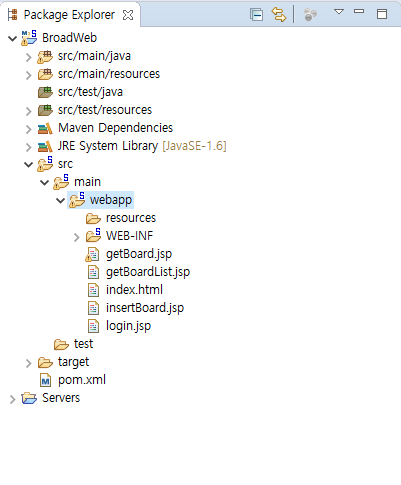 Package Explorer
BroadWeb
src/main/java
src/main/resources
src/test/java
src/test/resources
Maven Dependencies
JRE System Library [JavaSE-1.6]
src
main
webapp
resources
WEB-INF
getBoard.jsp
getBoardList.jsp
index.html
insertBoard.jsp
login.jsp
test
target
pom.xml
Servers